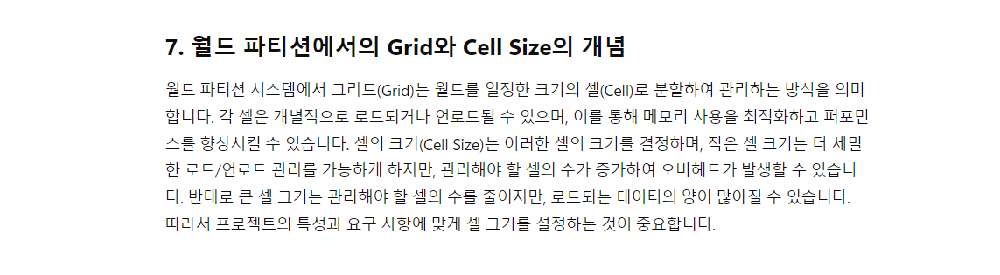 7. 월드 파티션에서의 Grid와 Cell Size의 개념
월드 파티션 시스템에서 그리드(Grid)는 월드를 일정한 크기의 셀(Cell)로 분할하여 관리하는 방식을 의미
합니다. 각 셀은 개별적으로 로드되거나 언로드될 수 있으며, 이를 통해 메모리 사용을 최적화하고 퍼포먼
스를 향상시킬 수 있습니다. 셀의 크기(Cell Size)는 이러한 셀의 크기를 결정하며, 작은 셀 크기는 더 세밀
한 로드/언로드 관리를 가능하게 하지만, 관리해야 할 셀의 수가 증가하여 오버헤드가 발생할 수 있습니
다. 반대로 큰 셀 크기는 관리해야 할 셀의 수를 줄이지만, 로드되는 데이터의 양이 많아질 수 있습니다.
따라서 프로젝트의 특성과 요구 사항에 맞게 셀 크기를 설정하는 것이 중요합니다.